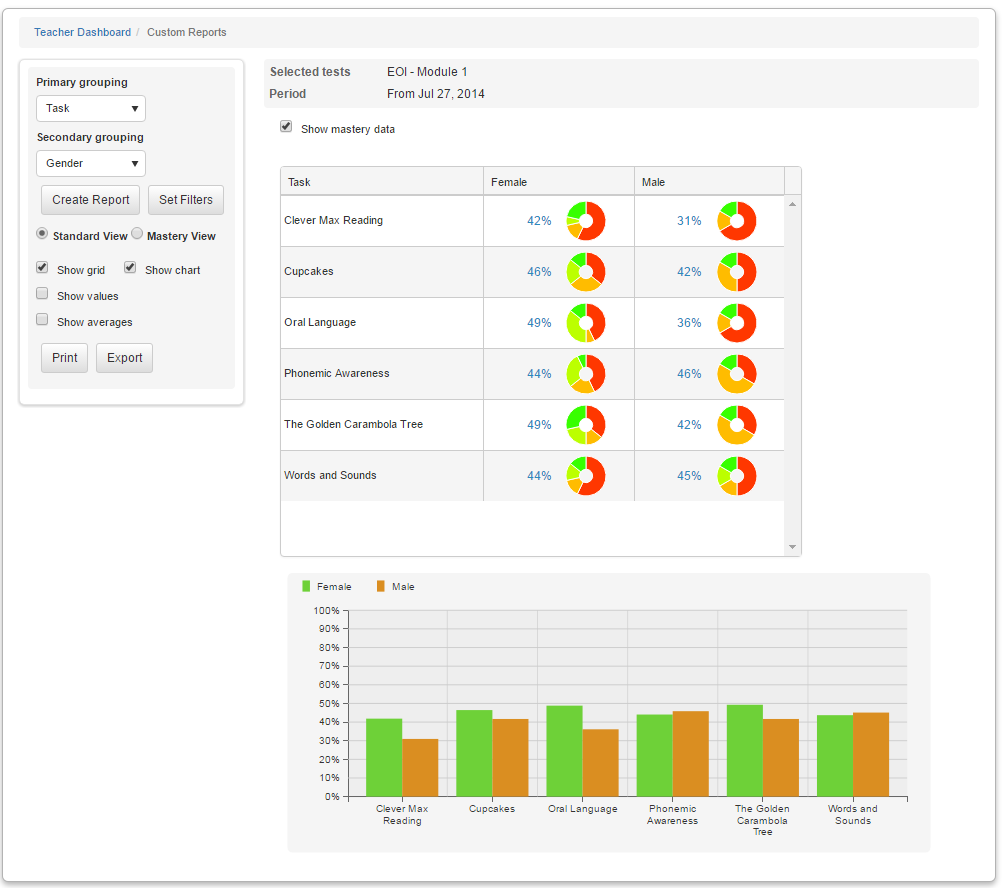 Teacher Dashboard / Custom Reports
Primary grouping
Task
Secondary grouping
Gender
Create Report Set Filters
Standard View Mastery View
Show grid Show chart
Show values
Show averages
Print Export
Selected tests EOI - Module 1
Period From Jul 27, 2014
Show mastery data
Task Female Male
Clever Max Reading 42% 31%
Cupcakes 46% 42%
Oral Language 49% 36%
Phonemic Awareness 44% 46%
The Golden Carambola Tree 49% 42%
Words and Sounds 44% 45%
Female Male
100%
90%
80%
70%
60%
50%
40%
30%
20%
10%
0%
Clever Max Cupcakes Oral Language Phonemic The Golden Words and
Reading Awareness Carambola Sounds
Tree